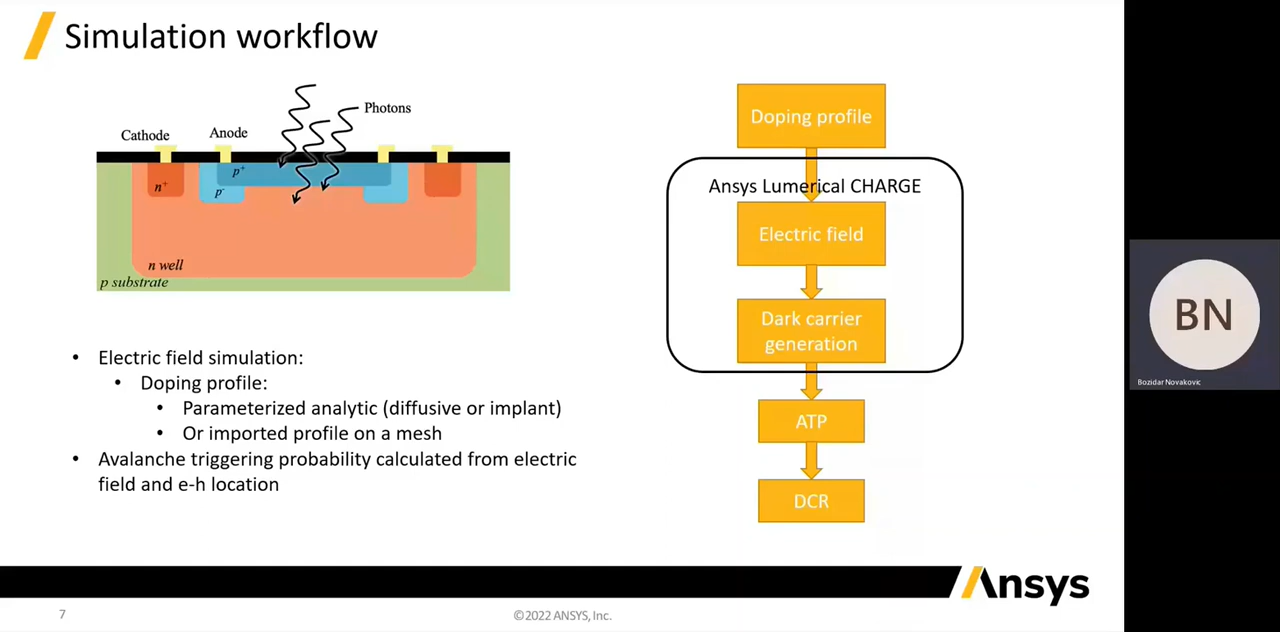 Simulation workflow
Photons
Cathode
Anode
p+
n+
p-
n well
p substrate
• Electric field simulation:
• Doping profile:
• Parameterized analytic (diffusive or implant)
• Or imported profile on a mesh
• Avalanche triggering probability calculated from electric
field and e-h location
Doping profile
Ansys Lumerical CHARGE
Electric field
Dark carrier
generation
ATP
DCR
Ansys
7
©2022 ANSYS, Inc.
BN
Bozidar Novakovic